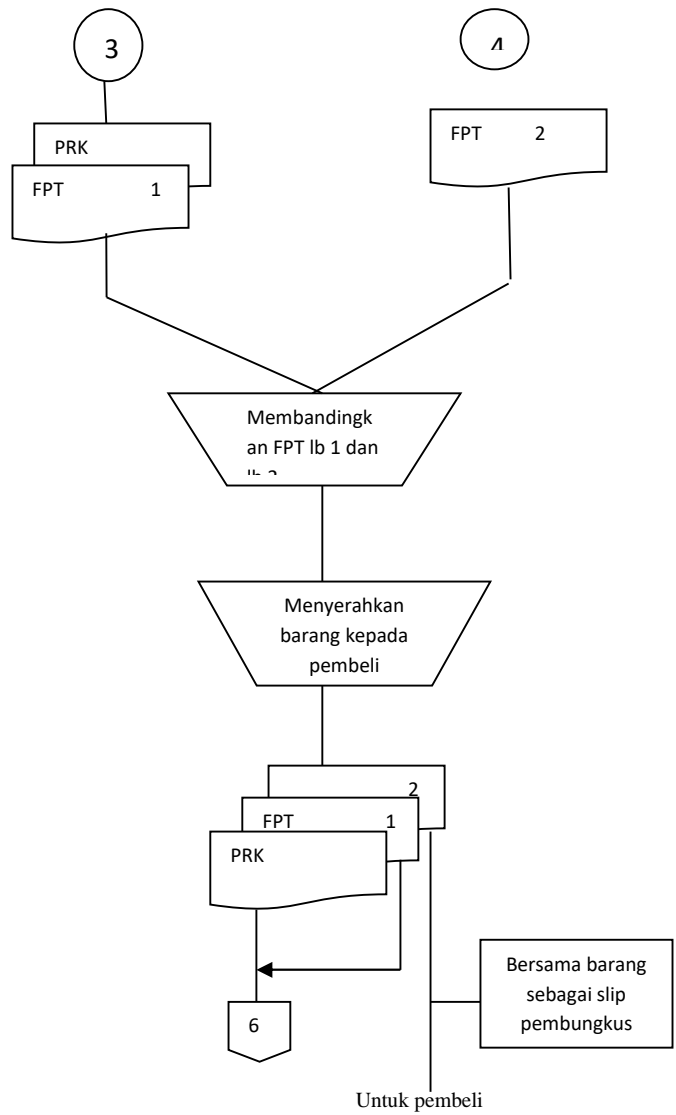 3
4
PRK
FPT 1
FPT 2
Membandingk
an FPT lb 1 dan
Menyerahkan
barang kepada
pembeli
2
FPT 1
PRK
Bersama barang
sebagai slip
pembungkus
6
Untuk pembeli